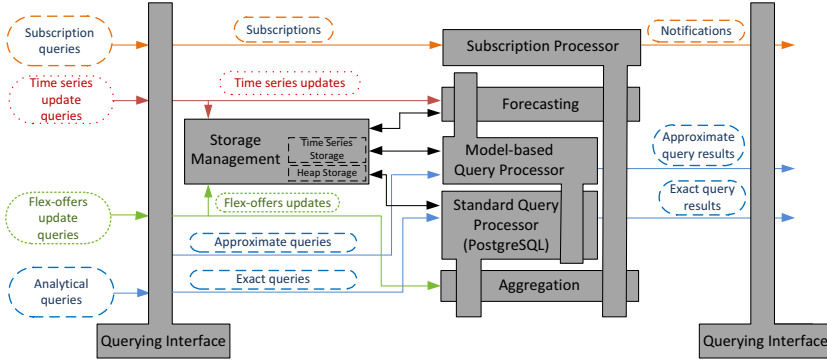 Subscription
queries
Subscriptions
Subscription Processor
Notifications
Time series
update
queries
Time series updates
Forecasting
Storage
Management
Time Series
Storage
Heap Storage
Model-based
Query Processor
Approximate
query results
Flex-offers
update
queries
Flex-offers updates
Standard Query
Processor
(PostgreSQL)
Exact query
results
Approximate queries
Analytical
queries
Exact queries
Aggregation
Querying Interface
Querying Interface